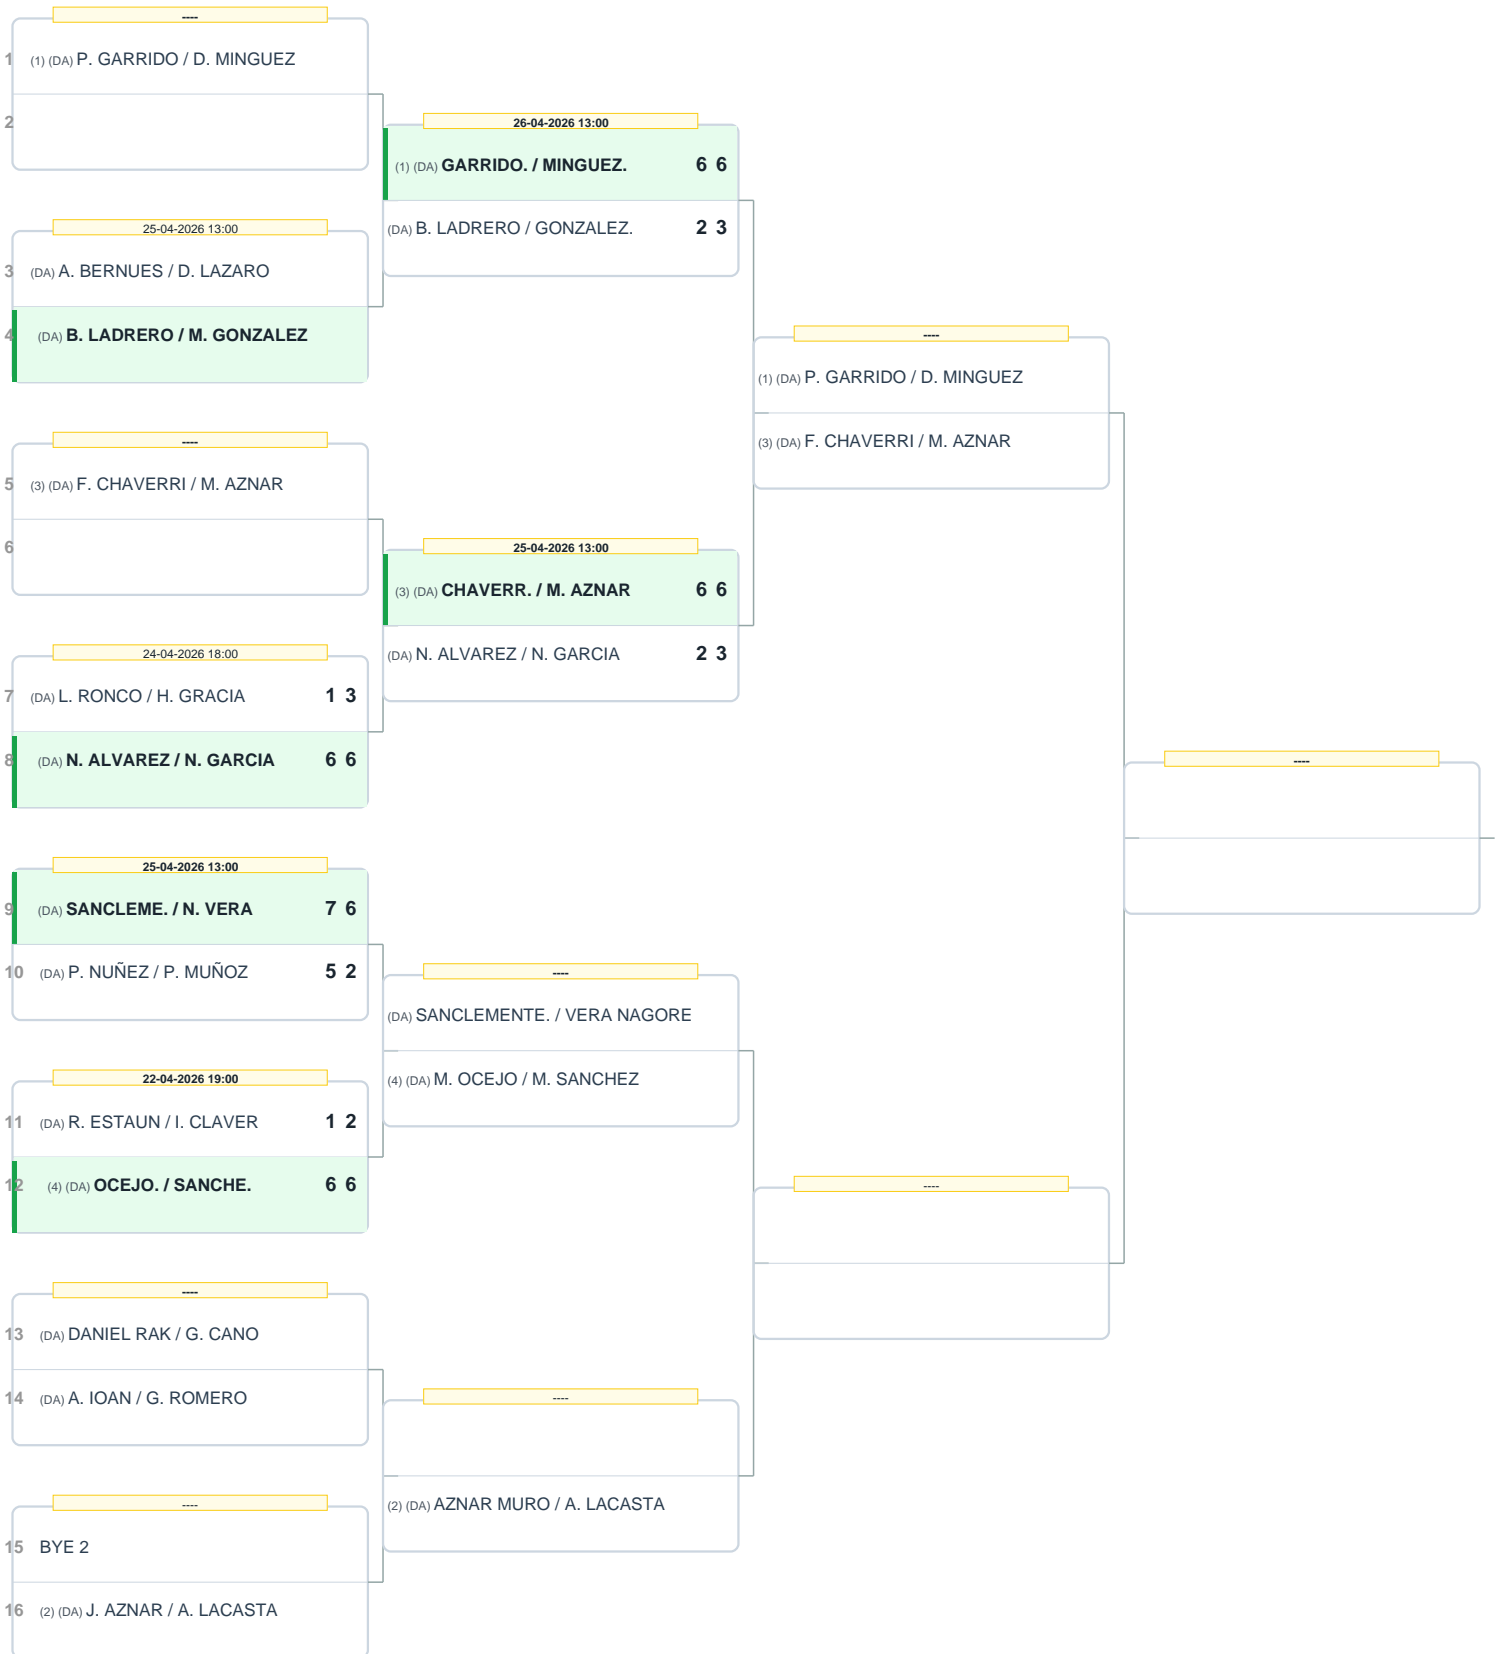 ----
1 (1) (DA) P. GARRIDO / D. MINGUEZ
2
25-04-2026 13:00
3 (DA) A. BERNUES / D. LAZARO
4 (DA) B. LADRERO / M. GONZALEZ
----
5 (3) (DA) F. CHAVERRI / M. AZNAR
6
24-04-2026 18:00
7 (DA) L. RONCO / H. GRACIA 1 3
8 (DA) N. ALVAREZ / N. GARCIA 6 6
25-04-2026 13:00
9 (DA) SANCLEME. / N. VERA 7 6
10 (DA) P. NUÑEZ / P. MUÑOZ 5 2
22-04-2026 19:00
11 (DA) R. ESTAUN / I. CLAVER 1 2
12 (4) (DA) OCEJO. / SANCHE. 6 6
----
13 (DA) DANIEL RAK / G. CANO
14 (DA) A. IOAN / G. ROMERO
----
15 BYE 2
16 (2) (DA) J. AZNAR / A. LACASTA
26-04-2026 13:00
(1) (DA) GARRIDO. / MINGUEZ. 6 6
(DA) B. LADRERO / GONZALEZ. 2 3
25-04-2026 13:00
(3) (DA) CHAVERR. / M. AZNAR 6 6
(DA) N. ALVAREZ / N. GARCIA 2 3
----
(DA) SANCLEMENTE. / VERA NAGORE
(4) (DA) M. OCEJO / M. SANCHEZ
----
(2) (DA) AZNAR MURO / A. LACASTA
----
(1) (DA) P. GARRIDO / D. MINGUEZ
(3) (DA) F. CHAVERRI / M. AZNAR
----
----